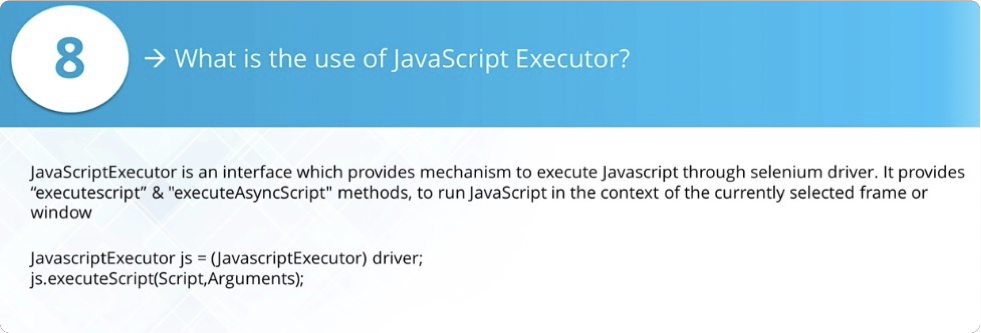 8
→ What is the use of JavaScript Executor?
JavaScriptExecutor is an interface which provides mechanism to execute Javascript through selenium driver. It provides
“executescript” & "executeAsyncScript" methods, to run JavaScript in the context of the currently selected frame or
window
JavascriptExecutor js = (JavascriptExecutor) driver;
js.executeScript(Script,Arguments);